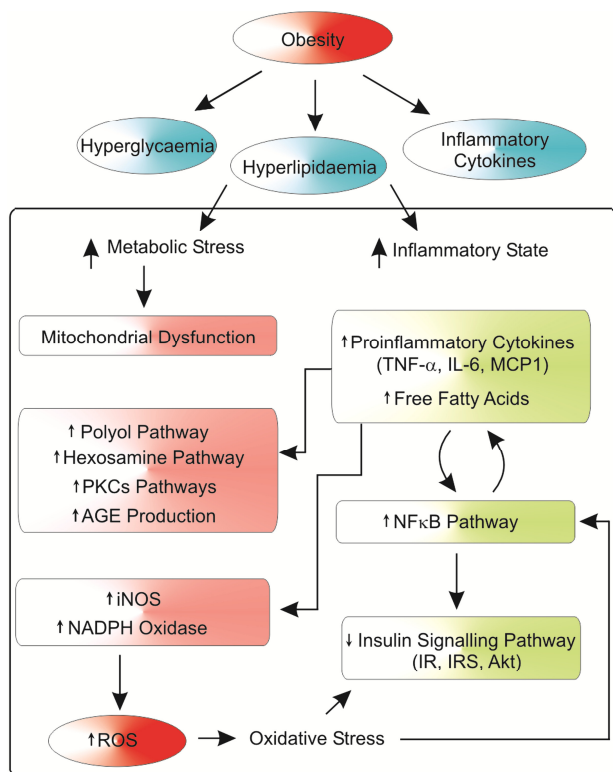 Obesity
Hyperglycaemia
Hyperlipidaemia
Inflammatory
Cytokines
↑ Metabolic Stress
↑ Inflammatory State
Mitochondrial Dysfunction
↑Proinflammatory Cytokines
(TNF-α, IL-6, MCP1)
↑Free Fatty Acids
↑Polyol Pathway
↑Hexosamine Pathway
↑PKCs Pathways
↑AGE Production
↑NFκB Pathway
↑iNOS
↑NADPH Oxidase
↓ Insulin Signalling Pathway
(IR, IRS, Akt)
↑ROS
Oxidative Stress